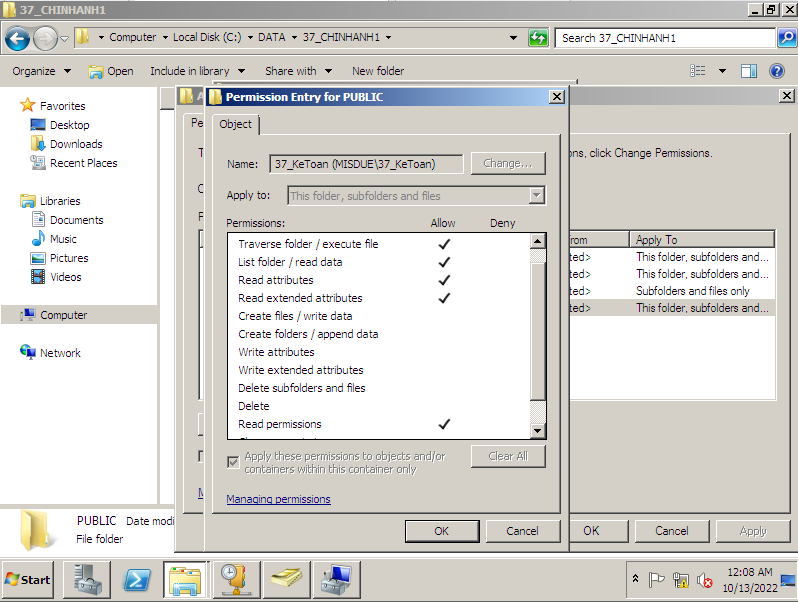 37_CHINHANH1
Computer Local Disk (C:) DATA 37_CHINHANH1
Search 37_CHINHANH1
Organize Open Include in library Share with New folder
Favorites
Desktop
Downloads
Recent Places
Libraries
Documents
Music
Pictures
Videos
Computer
Network
Permission Entry for PUBLIC
Object
Name: 37_KeToan (MISDUE\37_KeToan) Change...
Apply to: This folder, subfolders and files
Permissions: Allow Deny
Traverse folder / execute file
List folder / read data
Read attributes
Read extended attributes
Create files / write data
Create folders / append data
Write attributes
Write extended attributes
Delete subfolders and files
Delete
Read permissions
Apply these permissions to objects and/or
containers within this container only
Clear All
Managing permissions
OK Cancel
click Change Permissions.
Apply To
This folder, subfolders and...
This folder, subfolders and...
Subfolders and files only
This folder, subfolders and...
OK Cancel Apply
PUBLIC Date modi
File folder
Start
12:08 AM
10/13/2022